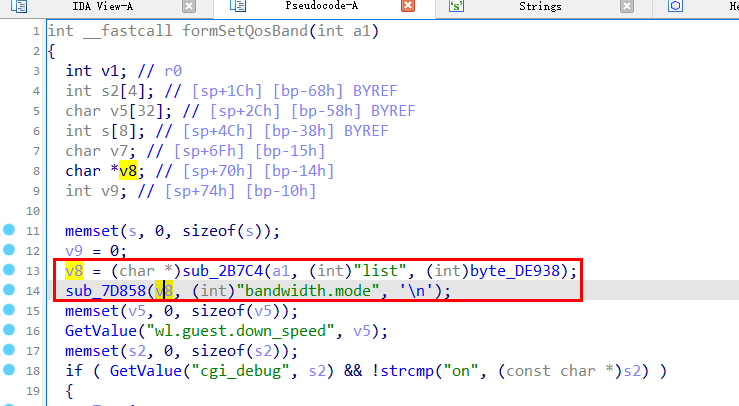 IDA View-A
Pseudocode-A
Strings
He
1 int __fastcall formSetQosBand(int a1)
2 {
3 int v1; // r0
4 int s2[4]; // [sp+1Ch] [bp-68h] BYREF
5 char v5[32]; // [sp+2Ch] [bp-58h] BYREF
6 int s[8]; // [sp+4Ch] [bp-38h] BYREF
7 char v7; // [sp+6Fh] [bp-15h]
8 char *v8; // [sp+70h] [bp-14h]
9 int v9; // [sp+74h] [bp-10h]
10
11 memset(s, 0, sizeof(s));
12 v9 = 0;
13 v8 = (char *)sub_2B7C4(a1, (int)"list", (int)byte_DE938);
14 sub_7D858(v8, (int)"bandwidth.mode", '\n');
15 memset(v5, 0, sizeof(v5));
16 GetValue("wl.guest.down_speed", v5);
17 memset(s2, 0, sizeof(s2));
18 if ( GetValue("cgi_debug", s2) && !strcmp("on", (const char *)s2) )
19 {